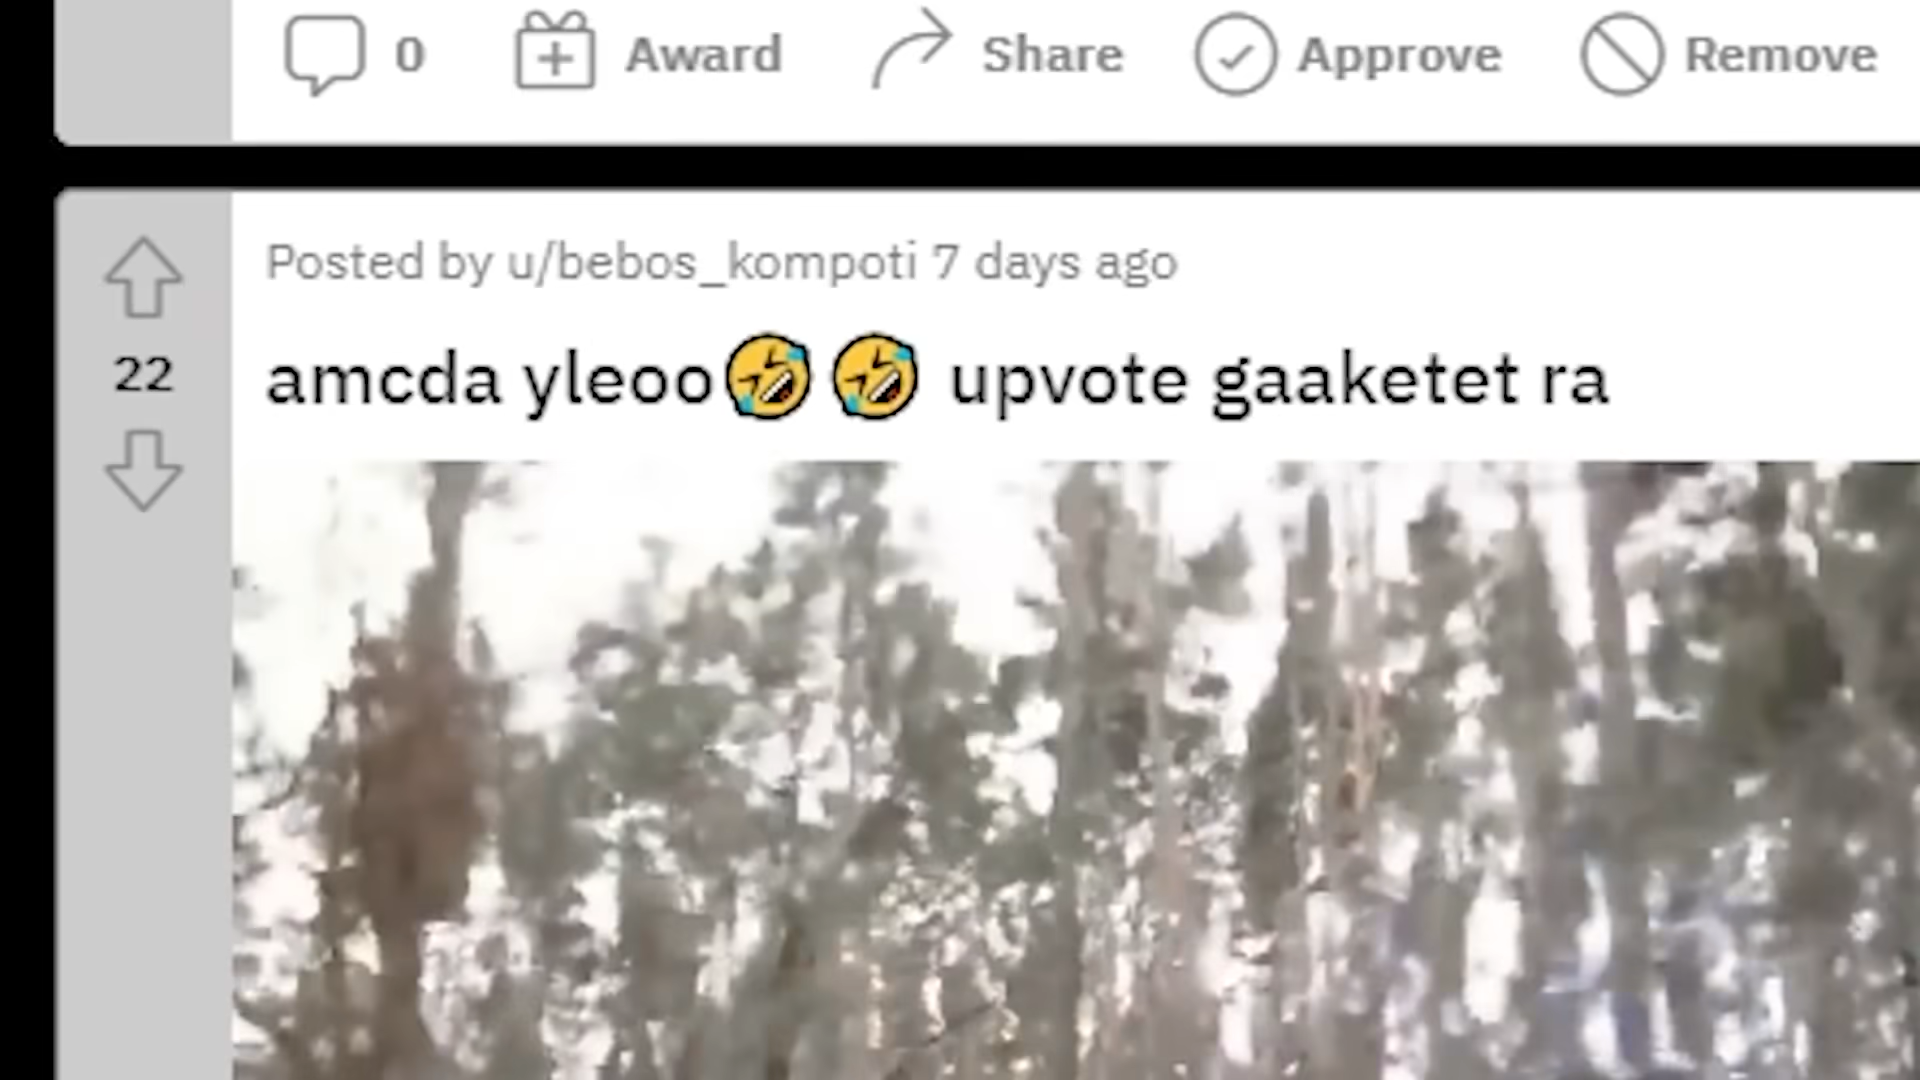 0 Award Share Approve Remove
Posted by u/bebos_kompoti 7 days ago
22
amcda yleoo🤣🤣 upvote gaaketet ra